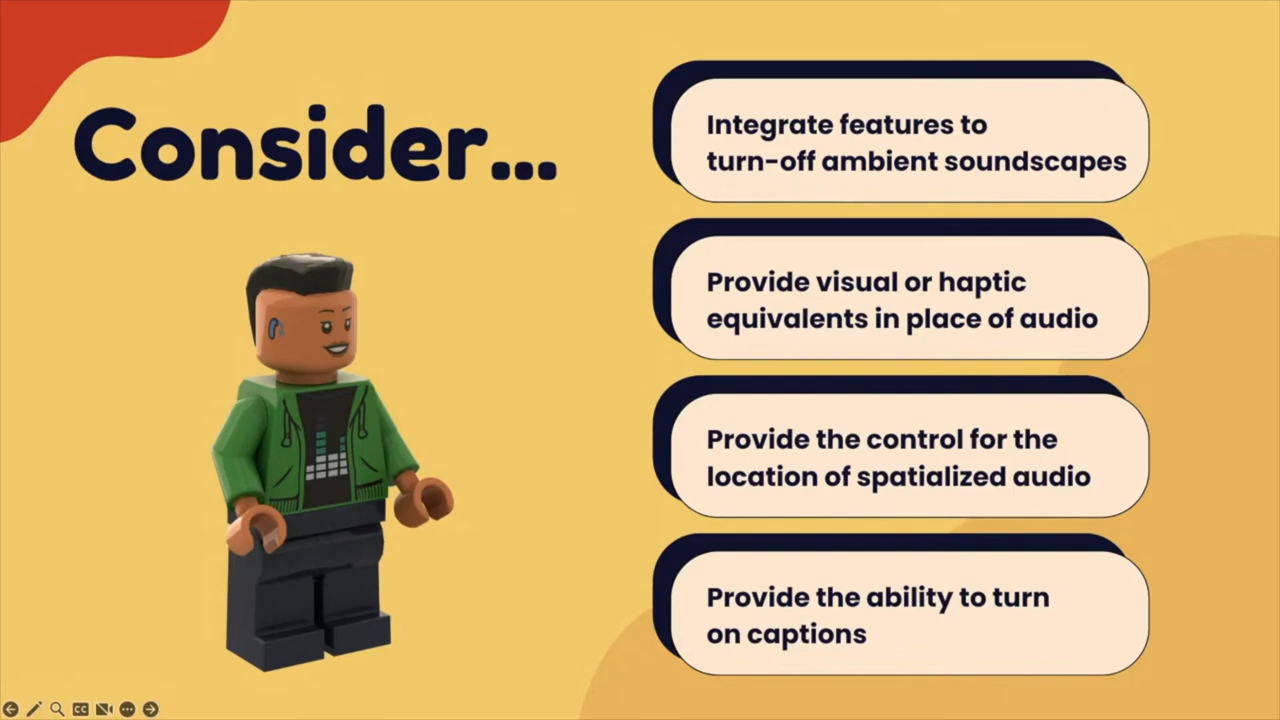 Consider...
Integrate features to
turn-off ambient soundscapes
Provide visual or haptic
equivalents in place of audio
Provide the control for the
location of spatialized audio
Provide the ability to turn
on captions
CC